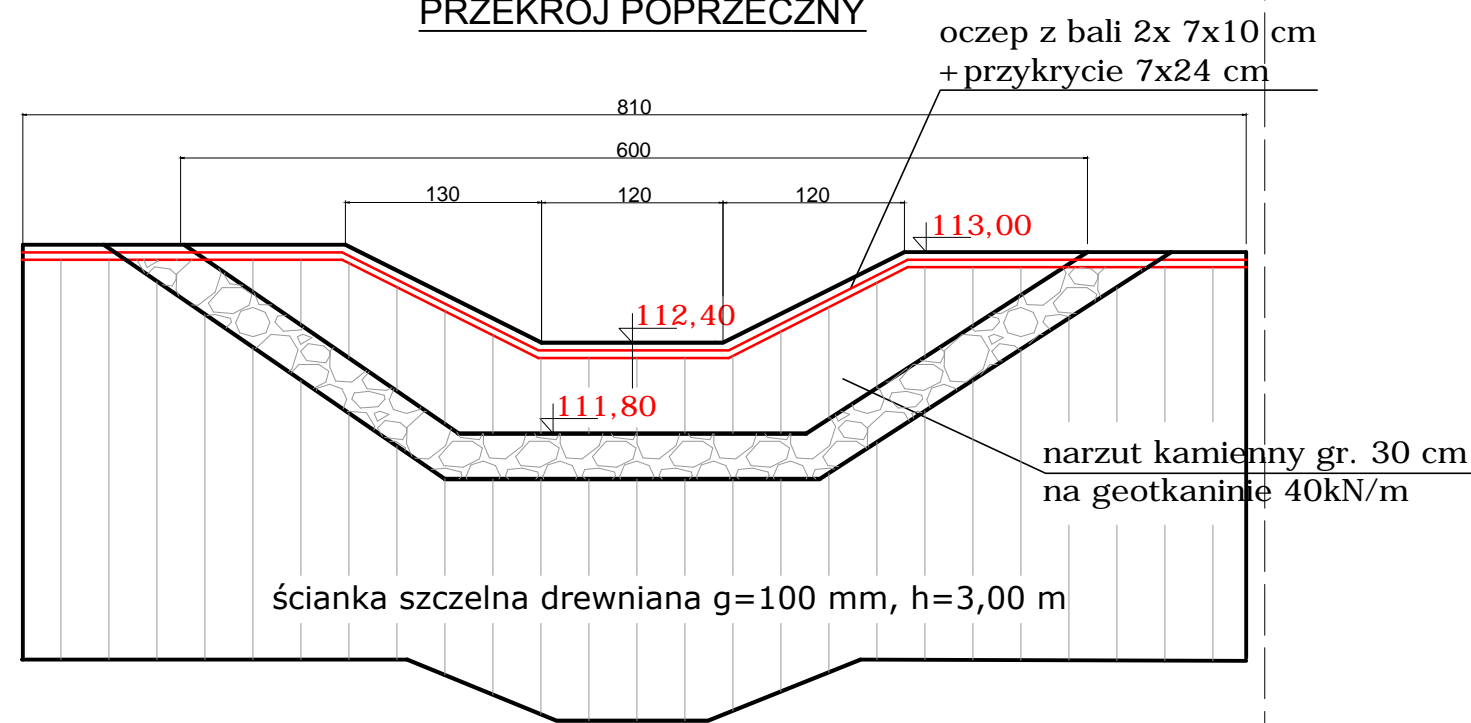 PRZEKRÓJ POPRZECZNY
oczep z bali 2x 7x10 cm
+przykrycie 7x24 cm
810
600
130
120
120
113,00
112,40
111,80
narzut kamienny gr. 30 cm
na geotkaninie 40kN/m
ścianka szczelna drewniana g=100 mm, h=3,00 m